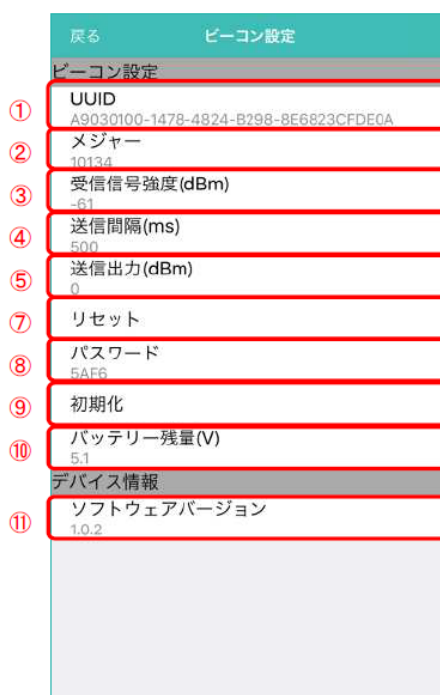 戻る ビーコン設定
ビーコン設定
① UUID
A9030100-1478-4824-B298-8E6823CFDE0A
② メジャー
10134
③ 受信信号強度(dBm)
-61
④ 送信間隔(ms)
500
⑤ 送信出力(dBm)
0
⑦ リセット
⑧ パスワード
5AF6
⑨ 初期化
⑩ バッテリー残量(V)
5.1
デバイス情報
⑪ ソフトウェアバージョン
1.0.2